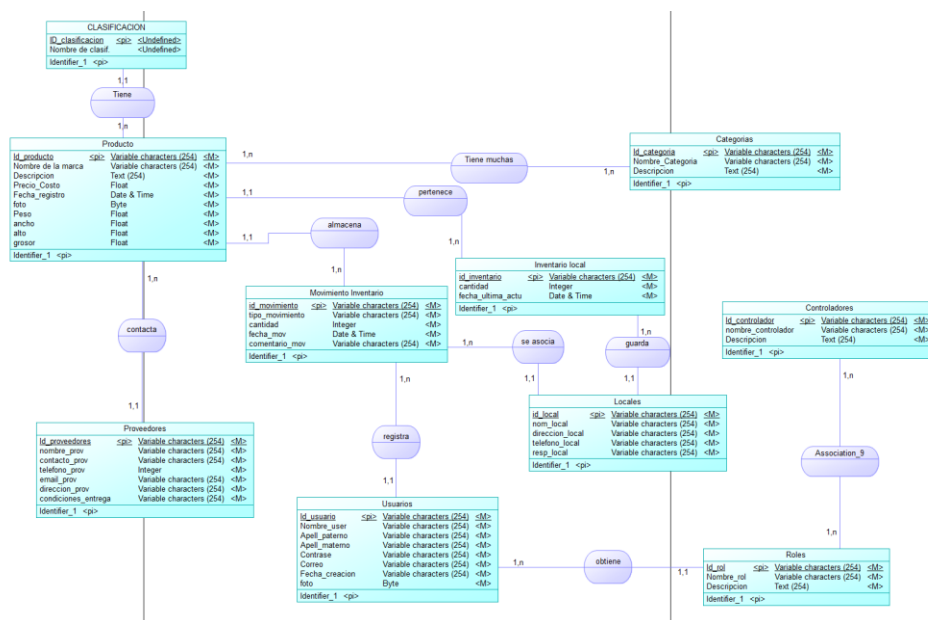 CLASIFICACION
ID_clasificacion <pi> <Undefined>
Nombre de clasif. <Undefined>
Identifier_1 <pi>
1,1
Tiene
1,n
Producto
Id_producto <pi> Variable characters (254) <M>
Nombre de la marca Variable characters (254) <M>
Descripcion Text (254) <M>
Precio_Costo Float <M>
Fecha_registro Date & Time <M>
foto Byte <M>
Peso Float <M>
ancho Float <M>
alto Float <M>
grosor Float <M>
Identifier_1 <pi>
1,n
Tiene muchas
1,n
Categorias
Id_categoria <pi> Variable characters (254) <M>
Nombre_Categoria Variable characters (254) <M>
Descripcion Text (254) <M>
Identifier_1 <pi>
1,1
pertenece
1,n
1,1
almacena
1,n
Inventario local
id_inventario <pi> Variable characters (254) <M>
cantidad Integer <M>
fecha_ultima_actu Date & Time <M>
Identifier_1 <pi>
1,n
guarda
1,1
Movimiento Inventario
id_movimiento <pi> Variable characters (254) <M>
tipo_movimiento Variable characters (254) <M>
cantidad Integer <M>
fecha_mov Date & Time <M>
comentario_mov Variable characters (254) <M>
Identifier_1 <pi>
1,n
se asocia
1,1
Controladores
Id_controlador <pi> Variable characters (254) <M>
nombre_controlador Variable characters (254) <M>
Descripcion Text (254) <M>
Identifier_1 <pi>
1,n
contacta
1,1
Locales
id_local <pi> Variable characters (254) <M>
nom_local Variable characters (254) <M>
direccion_local Variable characters (254) <M>
telefono_local Variable characters (254) <M>
resp_local Variable characters (254) <M>
Identifier_1 <pi>
Proveedores
Id_proveedores <pi> Variable characters (254) <M>
nombre_prov Variable characters (254) <M>
contacto_prov Variable characters (254) <M>
telefono_prov Integer <M>
email_prov Variable characters (254) <M>
direccion_prov Variable characters (254) <M>
condiciones_entrega Variable characters (254) <M>
Identifier_1 <pi>
1,n
registra
1,1
1,n
Association_9
1,n
Usuarios
Id_usuario <pi> Variable characters (254) <M>
Nombre_user Variable characters (254) <M>
Apell_paterno Variable characters (254) <M>
Apell_materno Variable characters (254) <M>
Contrase Variable characters (254) <M>
Correo Variable characters (254) <M>
Fecha_creacion Variable characters (254) <M>
foto Byte <M>
Identifier_1 <pi>
1,n
obtiene
1,1
Roles
Id_rol <pi> Variable characters (254) <M>
Nombre_rol Variable characters (254) <M>
Descripcion Text (254) <M>
Identifier_1 <pi>